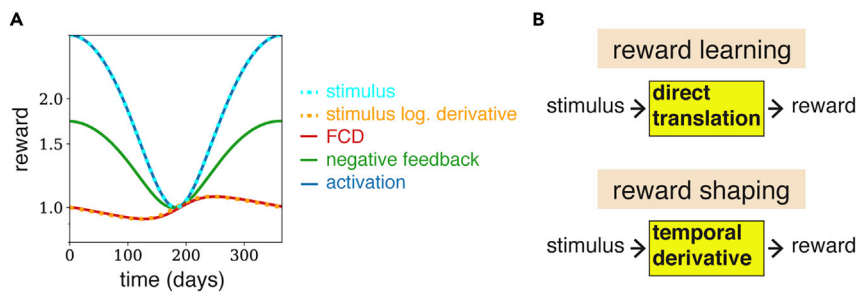 A
reward
2.0
1.5
1.0
0
100
200
300
time (days)
stimulus
stimulus log. derivative
FCD
negative feedback
activation
B
reward learning
stimulus
direct
translation
reward
reward shaping
stimulus
temporal
derivative
reward